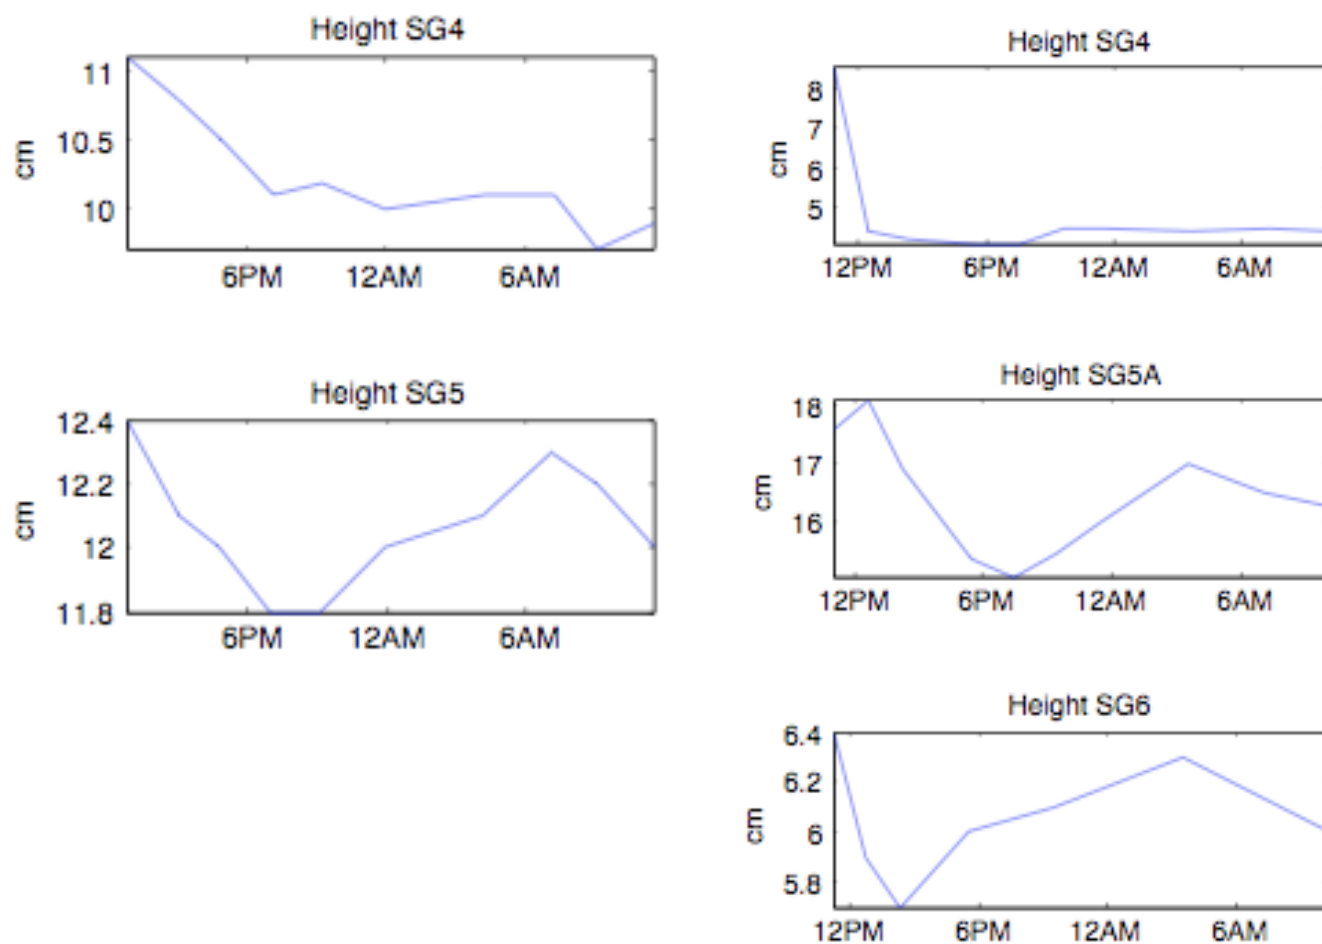 Height SG4
cm
11
10.5
10
6PM 12AM 6AM
Height SG5
cm
12.4
12.2
12
11.8
6PM 12AM 6AM
Height SG4
cm
8
7
6
5
12PM 6PM 12AM 6AM
Height SG5A
cm
18
17
16
12PM 6PM 12AM 6AM
Height SG6
cm
6.4
6.2
6
5.8
12PM 6PM 12AM 6AM